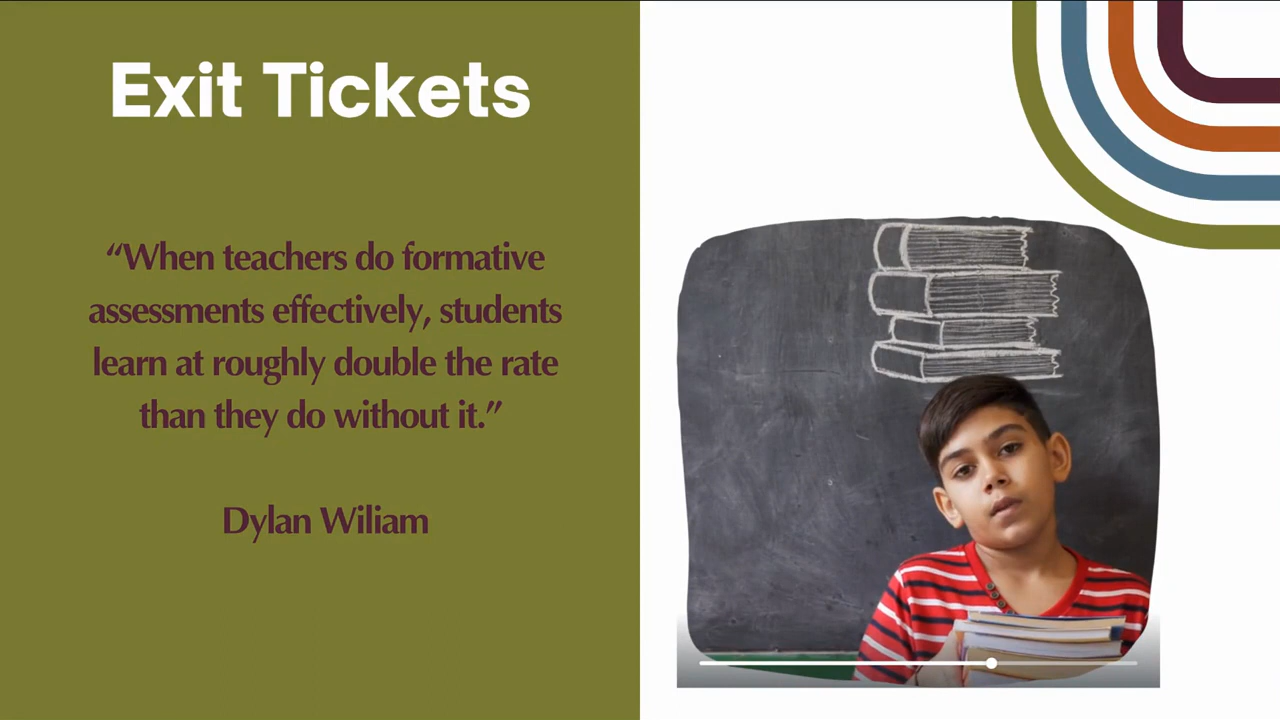 Exit Tickets
“When teachers do formative
assessments effectively, students
learn at roughly double the rate
than they do without it.”
Dylan Wiliam